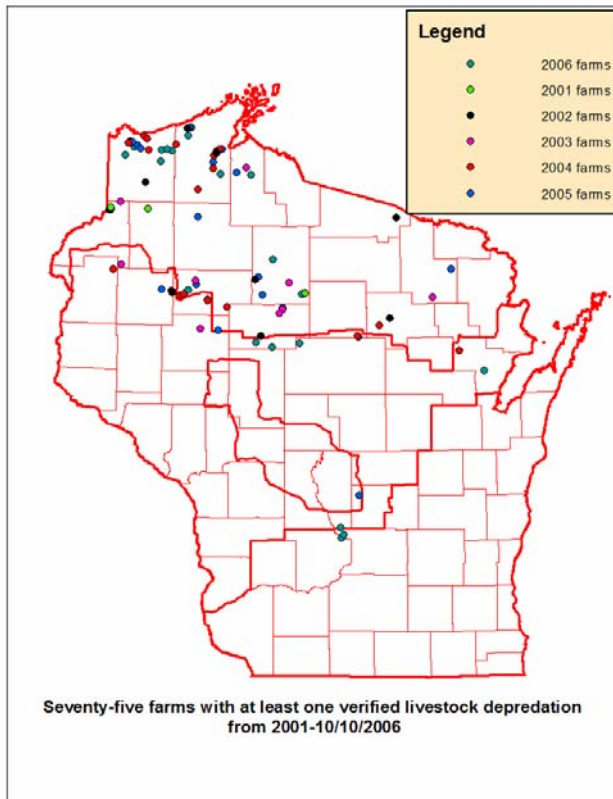 Legend
2006 farms
2001 farms
2002 farms
2003 farms
2004 farms
2005 farms
Seventy-five farms with at least one verified livestock depredation
from 2001-10/10/2006